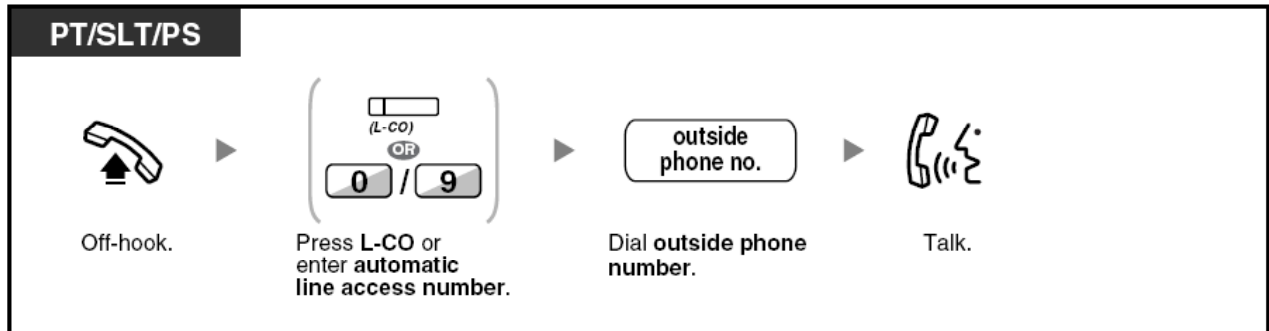 PT/SLT/PS
(L-CO)
OR
0 / 9
outside
phone no.
Off-hook.
Press L-CO or
enter automatic
line access number.
Dial outside phone
number.
Talk.